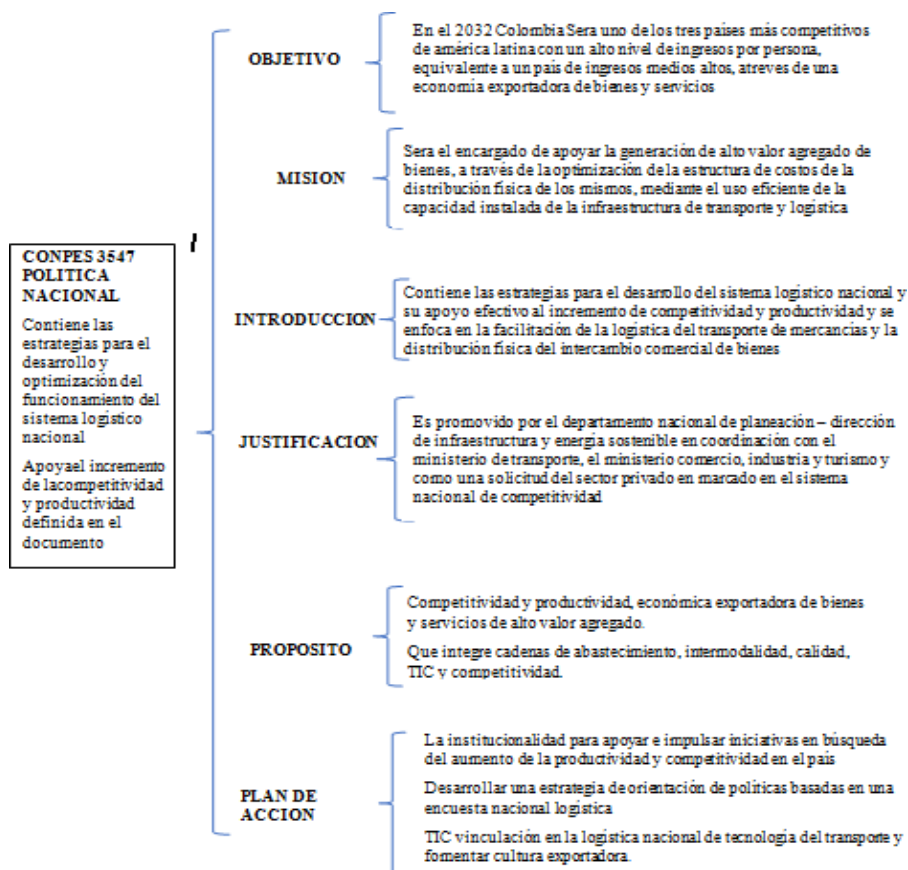 CONPES 3547
POLITICA
NACIONAL
Contiene las
estrategias para el
desarrollo y
optimización del
funcionamiento del
sistema logístico
nacional
Apoyael incremento
de lacompetitividad
y productividad
definida en el
documento
OBJETIVO
En el 2032 Colombia Sera uno de los tres países más competitivos
de américa latina con un alto nivel de ingresos por persona,
equivalente a un país de ingresos medios altos, atreves de una
economía exportadora de bienes y servicios
MISION
Sera el encargado de apoyar la generación de alto valor agregado de
bienes, a través de la optimización de la estructura de costos de la
distribución física de los mismos, mediante el uso eficiente de la
capacidad instalada de la infraestructura de transporte y logística
INTRODUCCION
Contiene las estrategias para el desarrollo del sistema logístico nacional y
su apoyo efectivo al incremento de competitividad y productividad y se
enfoca en la facilitación de la logística del transporte de mercancías y la
distribución física del intercambio comercial de bienes
JUSTIFICACION
Es promovido por el departamento nacional de planeación – dirección
de infraestructura y energía sostenible en coordinación con el
ministerio de transporte, el ministerio comercio, industria y turismo y
como una solicitud del sector privado en marcado en el sistema
nacional de competitividad
PROPOSITO
Competitividad y productividad, económica exportadora de bienes
y servicios de alto valor agregado.
Que integre cadenas de abastecimiento, intermodalidad, calidad,
TIC y competitividad.
PLAN DE
ACCION
La institucionalidad para apoyar e impulsar iniciativas en búsqueda
del aumento de la productividad y competitividad en el país
Desarrollar una estrategia de orientación de políticas basadas en una
encuesta nacional logística
TIC vinculación en la logística nacional de tecnología del transporte y
fomentar cultura exportadora.